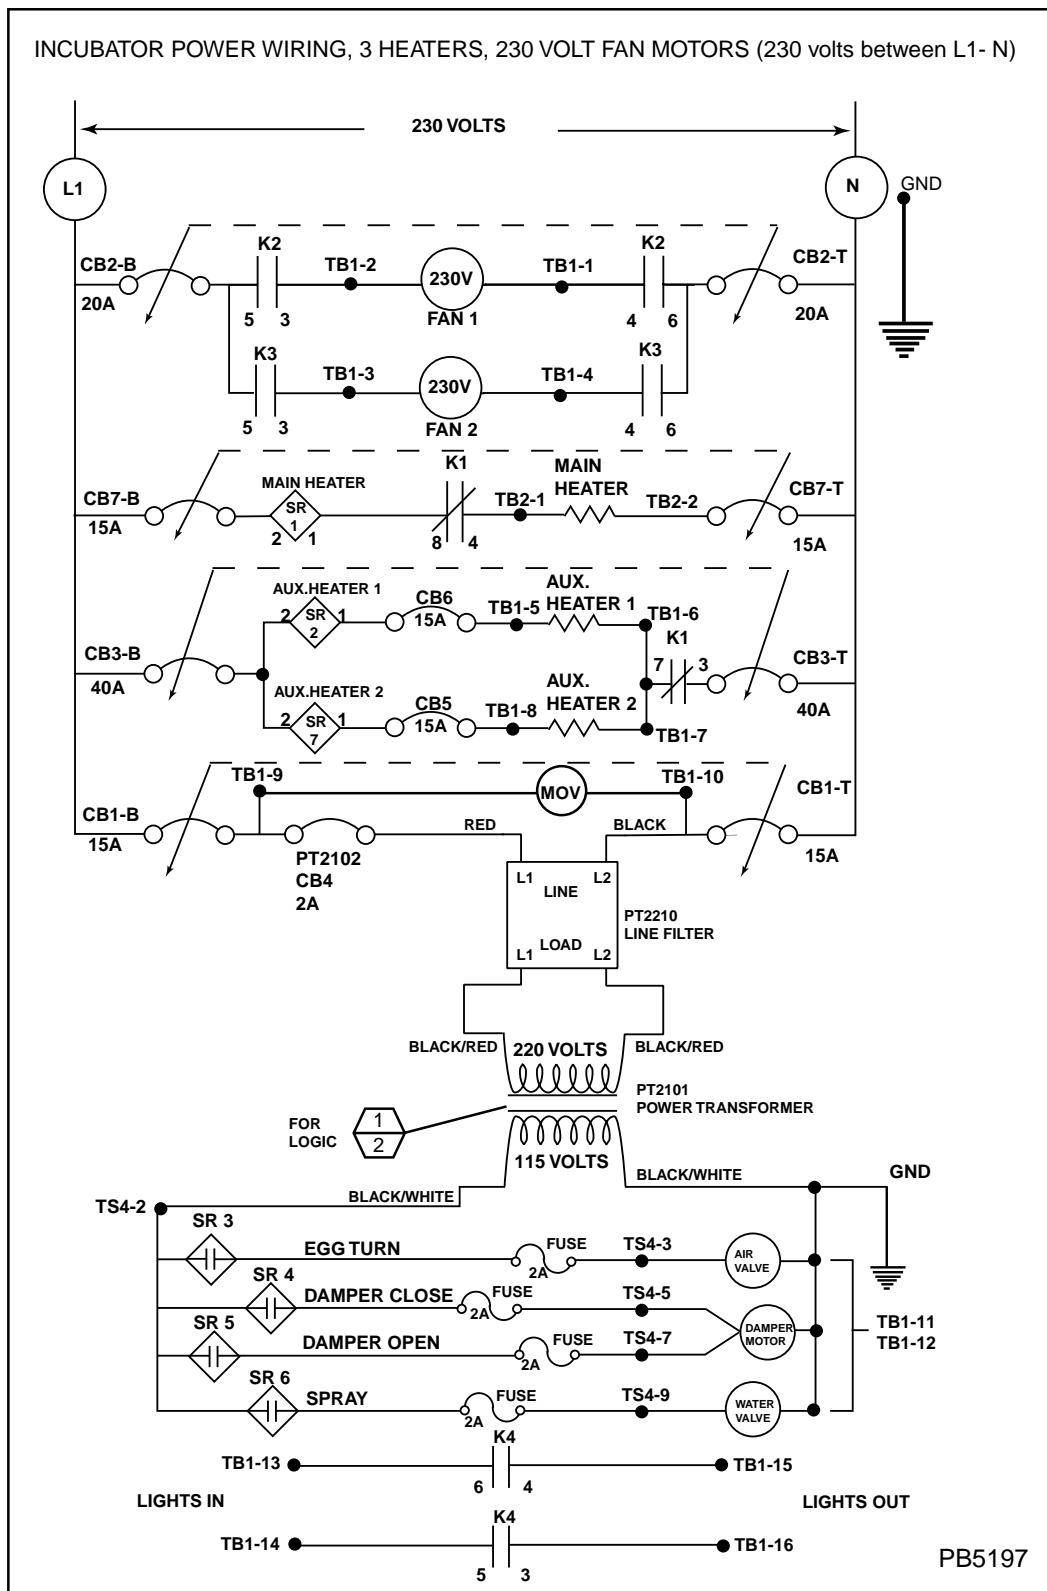 INCUBATOR POWER WIRING, 3 HEATERS, 230 VOLT FAN MOTORS (230 volts between L1- N)
230 VOLTS
L1
N
GND
K2
K2
CB2-B
TB1-2
230V
TB1-1
CB2-T
20A
5 3
FAN 1
4 6
20A
K3
K3
TB1-3
230V
TB1-4
5 3
FAN 2
4 6
K1
MAIN
HEATER
MAIN HEATER
CB7-B
SR
1
TB2-1
TB2-2
CB7-T
15A
2 1
8 4
15A
AUX.HEATER 1
CB6
15A
AUX.
HEATER 1
2 SR 1
2
TB1-5
TB1-6
K1
CB3-B
7 3
CB3-T
40A
AUX.HEATER 2
CB5
15A
AUX.
HEATER 2
40A
2 SR 1
7
TB1-8
TB1-7
TB1-9
MOV
TB1-10
CB1-T
CB1-B
15A
RED
BLACK
15A
PT2102
CB4
2A
L1 L2
LINE
PT2210
LINE FILTER
LOAD
L1 L2
BLACK/RED
220 VOLTS
BLACK/RED
PT2101
POWER TRANSFORMER
FOR
LOGIC
1
2
115 VOLTS
BLACK/WHITE
GND
BLACK/WHITE
TS4-2
SR 3
EGG TURN
FUSE
2A
TS4-3
AIR
VALVE
SR 4
DAMPER CLOSE
FUSE
2A
TS4-5
DAMPER
MOTOR
TB1-11
TB1-12
SR 5
DAMPER OPEN
FUSE
2A
TS4-7
SR 6
SPRAY
FUSE
2A
TS4-9
WATER
VALVE
K4
TB1-13
TB1-15
6 4
LIGHTS IN
LIGHTS OUT
K4
TB1-14
TB1-16
5 3
PB5197